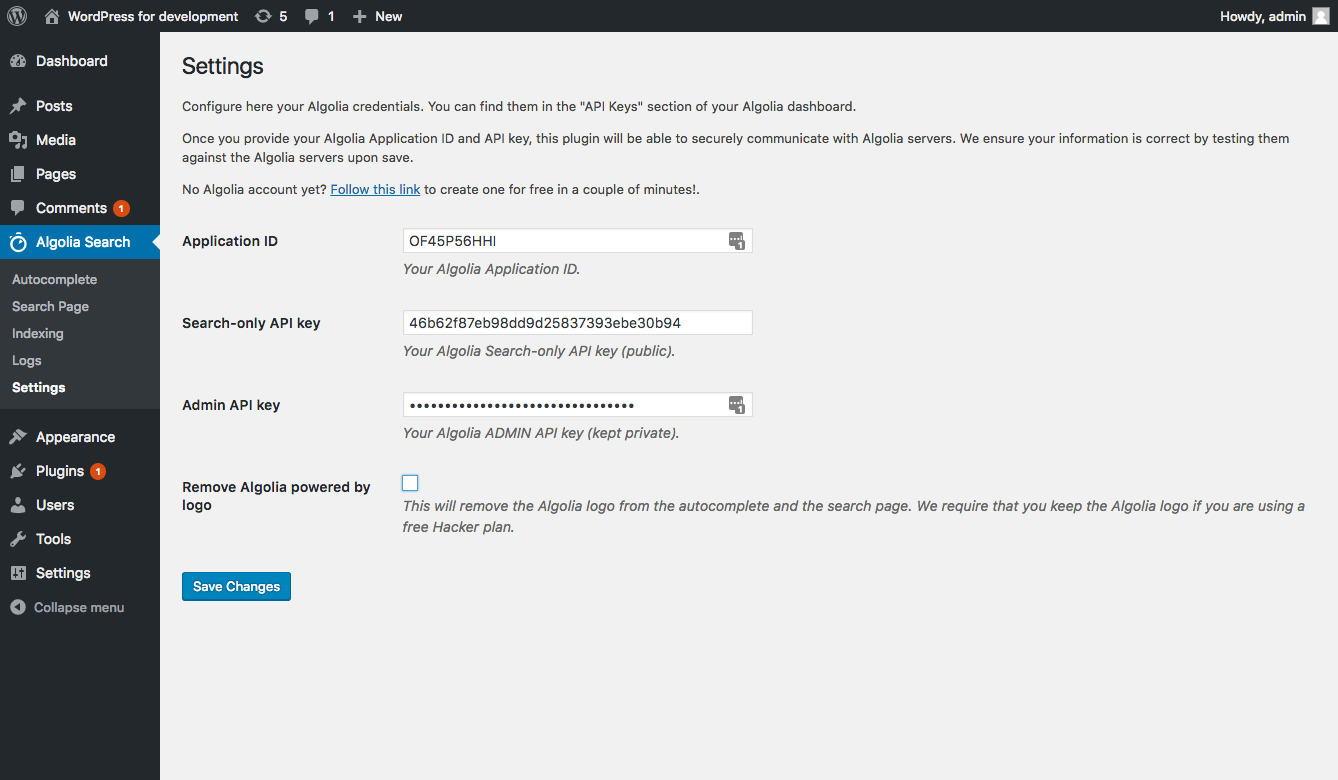 WordPress for development 5 1 New Howdy, admin
Dashboard
Posts
Media
Pages
Comments 1
Algolia Search
Autocomplete
Search Page
Indexing
Logs
Settings
Appearance
Plugins 1
Users
Tools
Settings
Collapse menu
Settings
Configure here your Algolia credentials. You can find them in the "API Keys" section of your Algolia dashboard.
Once you provide your Algolia Application ID and API key, this plugin will be able to securely communicate with Algolia servers. We ensure your information is correct by testing them
against the Algolia servers upon save.
No Algolia account yet? Follow this link to create one for free in a couple of minutes!.
Application ID OF45P56HHI 1
Your Algolia Application ID.
Search-only API key 46b62f87eb98dd9d25837393ebe30b94
Your Algolia Search-only API key (public).
Admin API key •••••••••••••••••••••••••••••••• 1
Your Algolia ADMIN API key (kept private).
Remove Algolia powered by
logo
This will remove the Algolia logo from the autocomplete and the search page. We require that you keep the Algolia logo if you are using a
free Hacker plan.
Save Changes